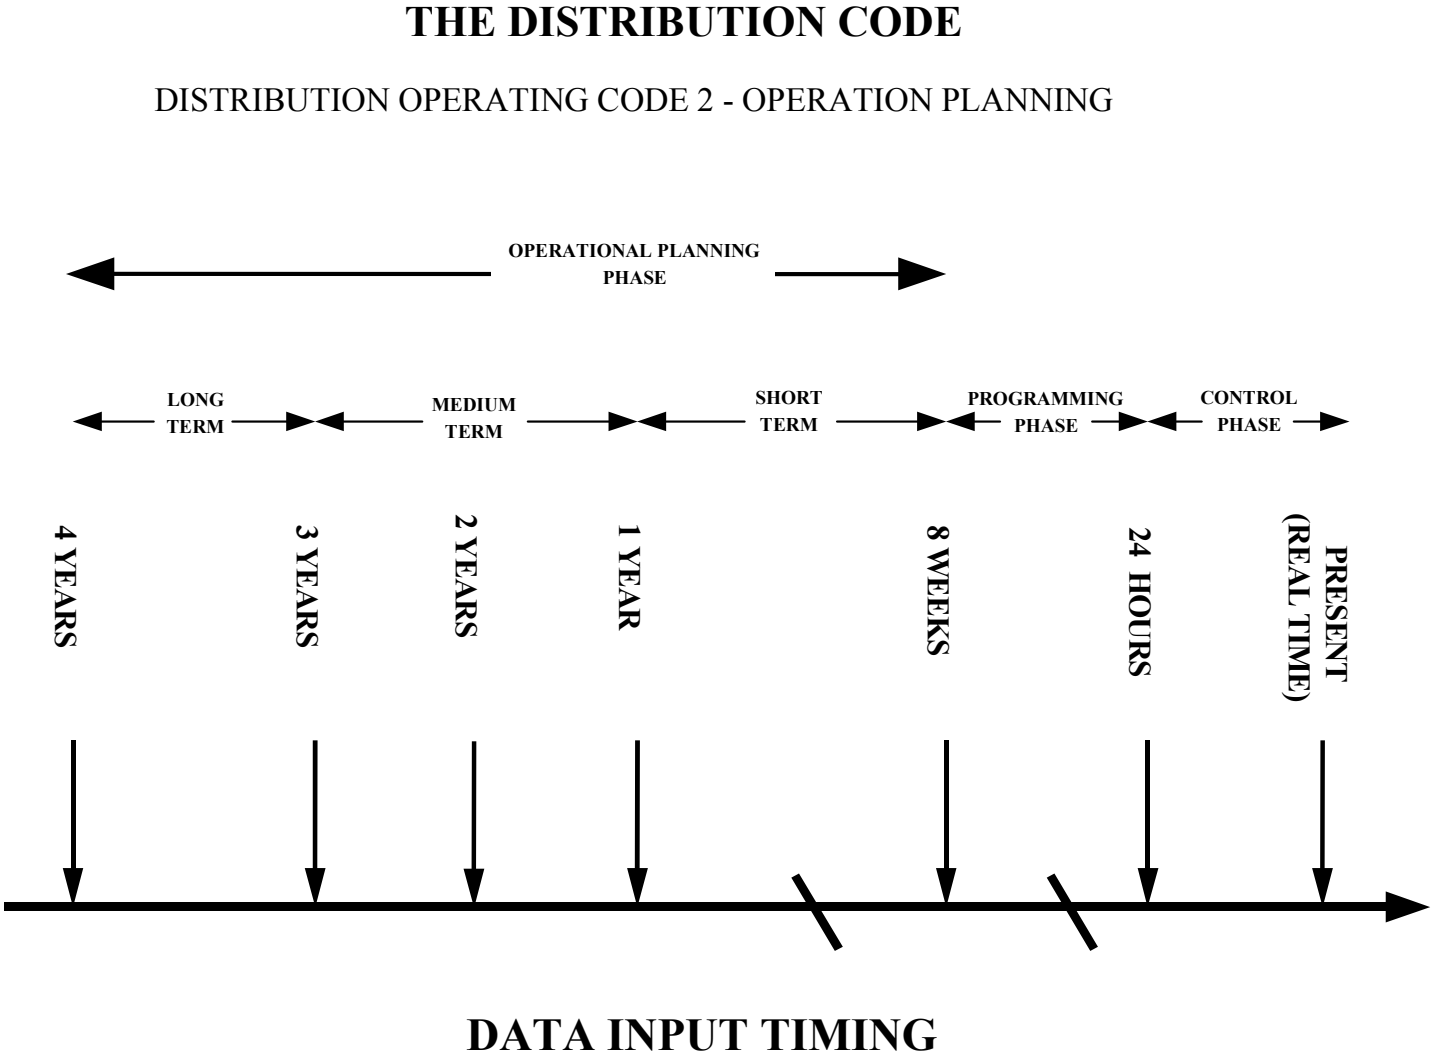 THE DISTRIBUTION CODE
DISTRIBUTION OPERATING CODE 2 - OPERATION PLANNING
OPERATIONAL PLANNING
PHASE
LONG
TERM
MEDIUM
TERM
SHORT
TERM
PROGRAMMING
PHASE
CONTROL
PHASE
4 YEARS
3 YEARS
2 YEARS
1 YEAR
8 WEEKS
24 HOURS
PRESENT
(REAL TIME)
DATA INPUT TIMING